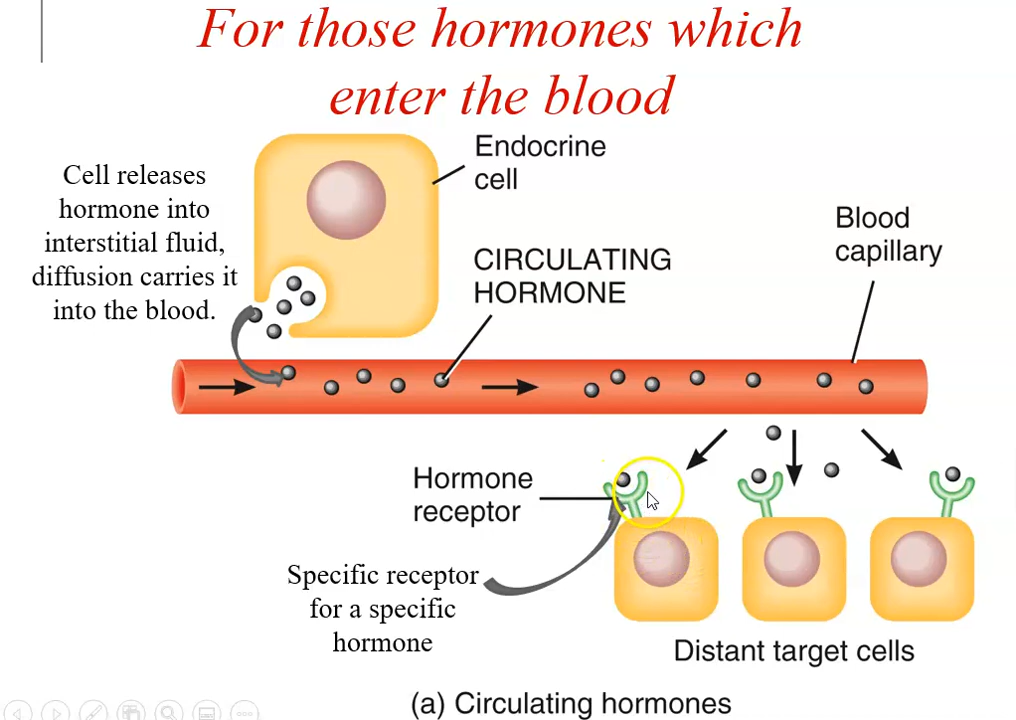 For those hormones which
enter the blood
Endocrine
cell
Cell releases
hormone into
interstitial fluid,
diffusion carries it
into the blood.
CIRCULATING
HORMONE
Blood
capillary
Hormone
receptor
Specific receptor
for a specific
hormone
Distant target cells
(a) Circulating hormones